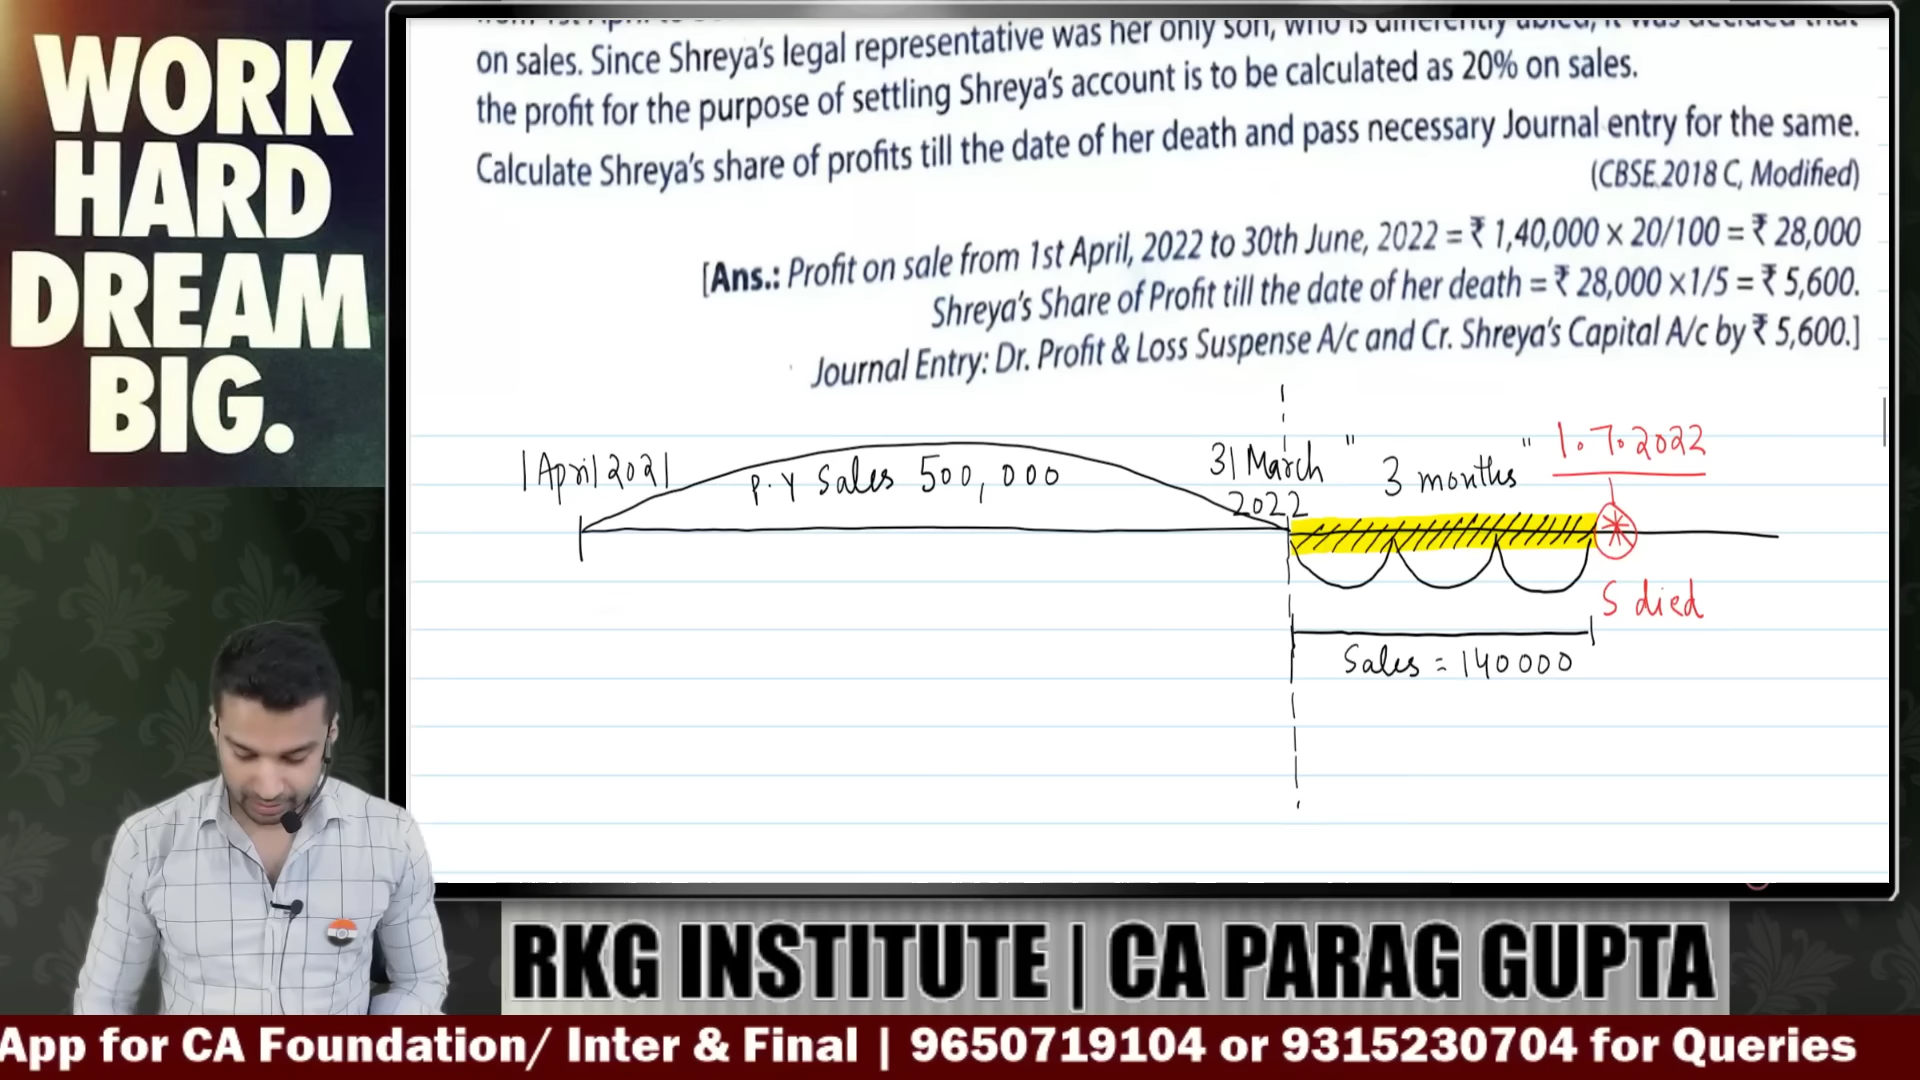 WORK
HARD
DREAM
BIG.
on sales. Since Shreya's legal representative was her only son, who is differently abled, it was decided that
the profit for the purpose of settling Shreya's account is to be calculated as 20% on sales.
Calculate Shreya's share of profits till the date of her death and pass necessary Journal entry for the same.
(CBSE 2018 C, Modified)
[Ans.: Profit on sale from 1st April, 2022 to 30th June, 2022 = ₹ 1,40,000 × 20/100 = ₹ 28,000
Shreya's Share of Profit till the date of her death = ₹ 28,000 ×1/5 = ₹ 5,600.
Journal Entry: Dr. Profit & Loss Suspense A/c and Cr. Shreya's Capital A/c by ₹ 5,600.]
1 April 2021
P.Y Sales 500,000
31 March
2022
" 3 months "
1.7.2022
S died
Sales = 140000
RKG INSTITUTE | CA PARAG GUPTA
App for CA Foundation/ Inter & Final | 9650719104 or 9315230704 for Queries